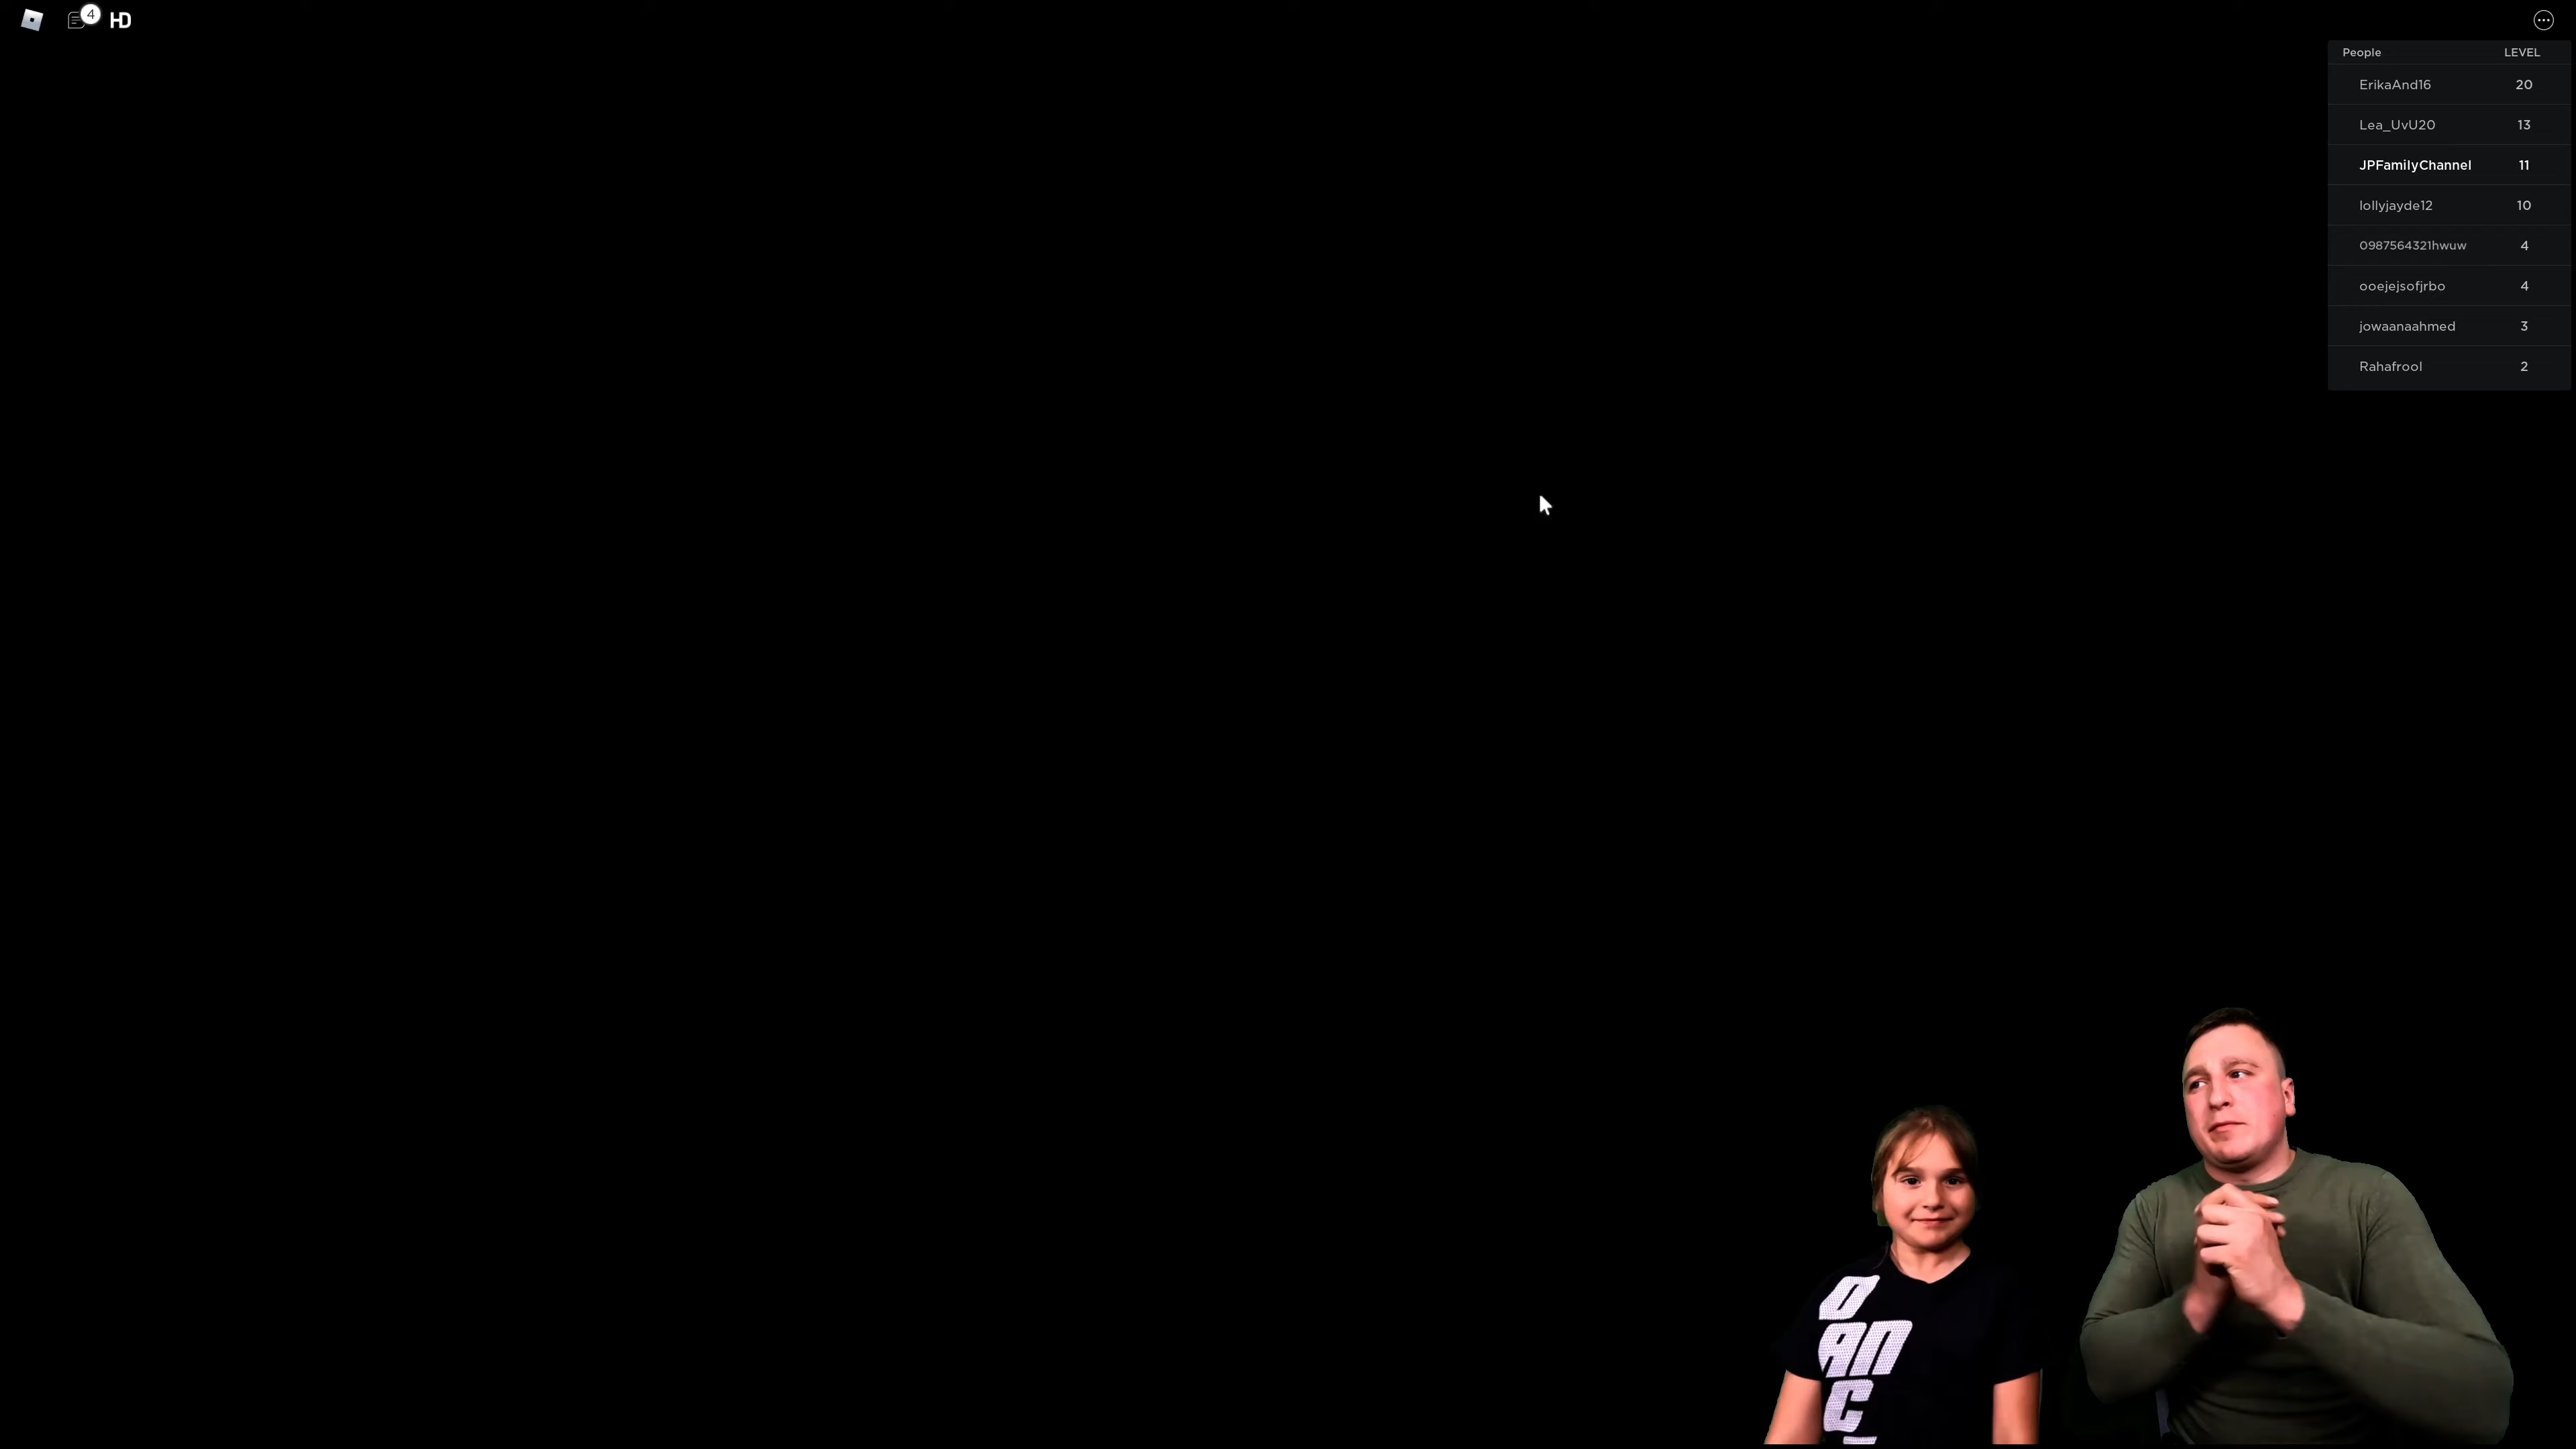 4 HD
People LEVEL
ErikaAnd16 20
Lea_UvU20 13
JPFamilyChannel 11
lollyjayde12 10
0987564321hwuw 4
ooejejsofjrbo 4
jowaanaahmed 3
Rahafrool 2
D
AN
C